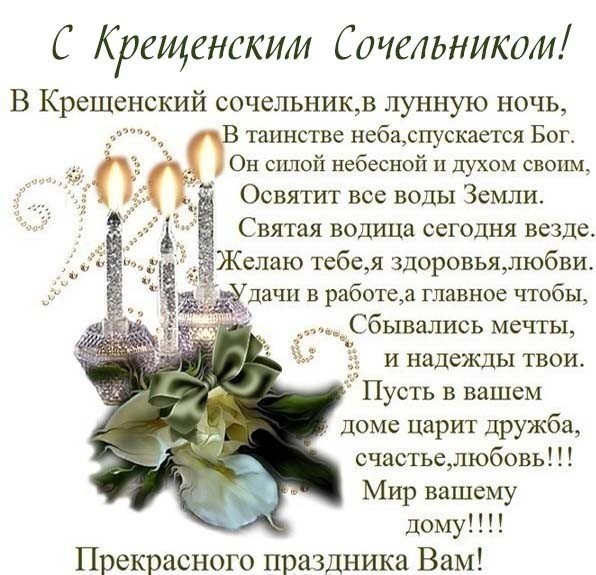 С Крещенским Сочельником!
В Крещенский сочельник,в лунную ночь,
В таинстве неба,спускается Бог.
Он силой небесной и духом своим,
Освятит все воды Земли.
Святая водица сегодня везде.
Желаю тебе,я здоровья,любви.
Удачи в работе,а главное чтобы,
Сбывались мечты,
и надежды твои.
Пусть в вашем
доме царит дружба,
счастье,любовь!!!
Мир вашему
дому!!!!
Прекрасного праздника Вам!